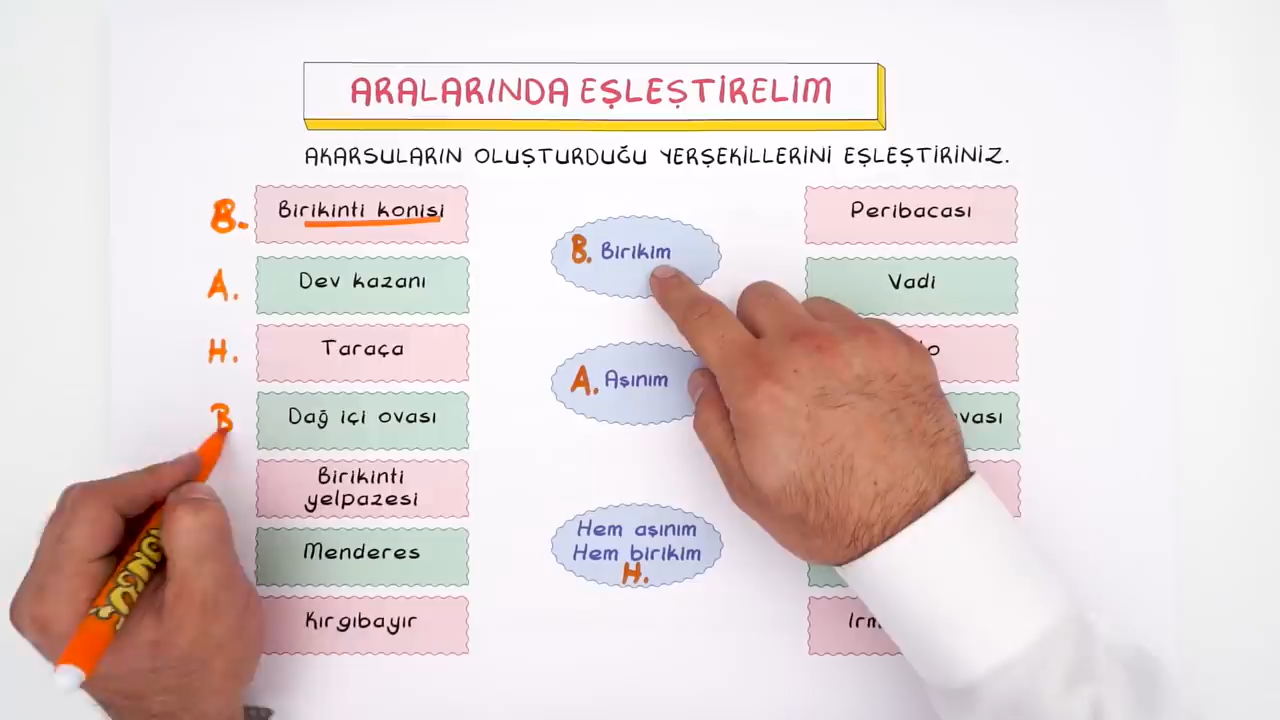 ARALARINDA EŞLEŞTİRELİM
AKARSULARIN OLUŞTURDUĞU YERŞEKİLLERİNİ EŞLEŞTİRİNİZ.
B.
Birikinti konisi
A.
Dev kazanı
H.
Taraça
B
Dağ içi ovası
Birikinti
yelpazesi
Menderes
Kırgıbayır
B. Birikim
A. Aşınım
Hem aşınım
Hem birikim
H.
Peribacası
Vadi